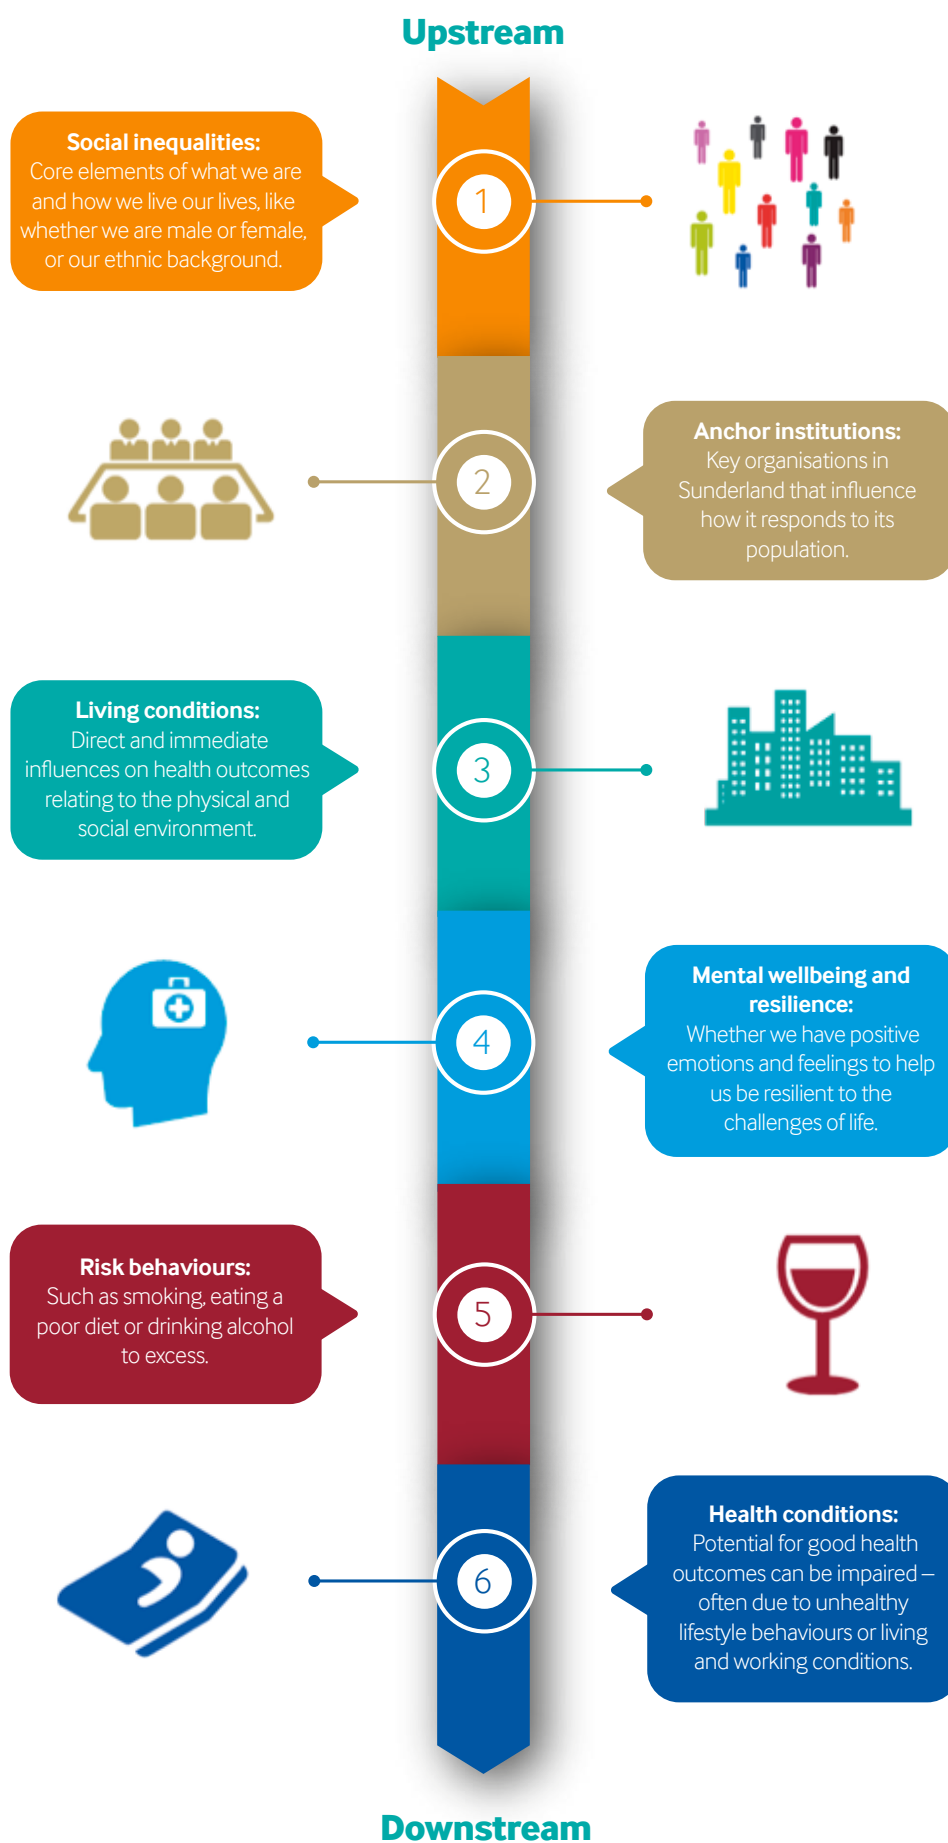 Upstream
Social inequalities:
Core elements of what we are
and how we live our lives, like
whether we are male or female,
or our ethnic background.
1
2
Anchor institutions:
Key organisations in
Sunderland that influence
how it responds to its
population.
Living conditions:
Direct and immediate
influences on health outcomes
relating to the physical and
social environment.
3
4
Mental wellbeing and
resilience:
Whether we have positive
emotions and feelings to help
us be resilient to the
challenges of life.
Risk behaviours:
Such as smoking, eating a
poor diet or drinking alcohol
to excess.
5
6
Health conditions:
Potential for good health
outcomes can be impaired –
often due to unhealthy
lifestyle behaviours or living
and working conditions.
Downstream